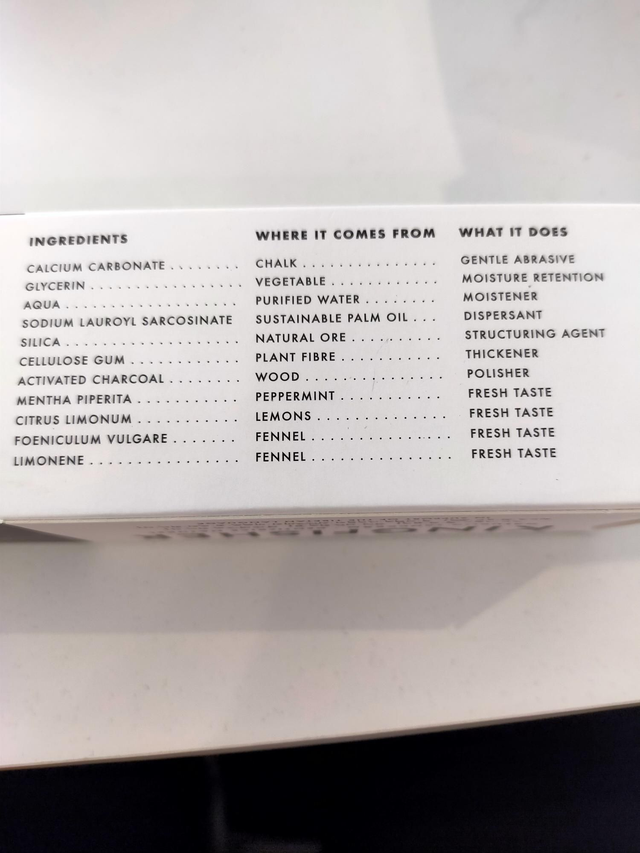 INGREDIENTS WHERE IT COMES FROM WHAT IT DOES
CALCIUM CARBONATE ........ CHALK .................. GENTLE ABRASIVE
GLYCERIN .................... VEGETABLE .............. MOISTURE RETENTION
AQUA ....................... PURIFIED WATER ........ MOISTENER
SODIUM LAUROYL SARCOSINATE SUSTAINABLE PALM OIL ... DISPERSANT
SILICA ....................... NATURAL ORE .......... STRUCTURING AGENT
CELLULOSE GUM ............. PLANT FIBRE ............ THICKENER
ACTIVATED CHARCOAL ........ WOOD .................. POLISHER
MENTHA PIPERITA ............ PEPPERMINT ............ FRESH TASTE
CITRUS LIMONUM ............ LEMONS ................ FRESH TASTE
FOENICULUM VULGARE ....... FENNEL ................. FRESH TASTE
LIMONENE .................... FENNEL ................. FRESH TASTE